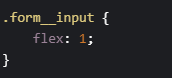 .form__input {
    flex: 1;
}